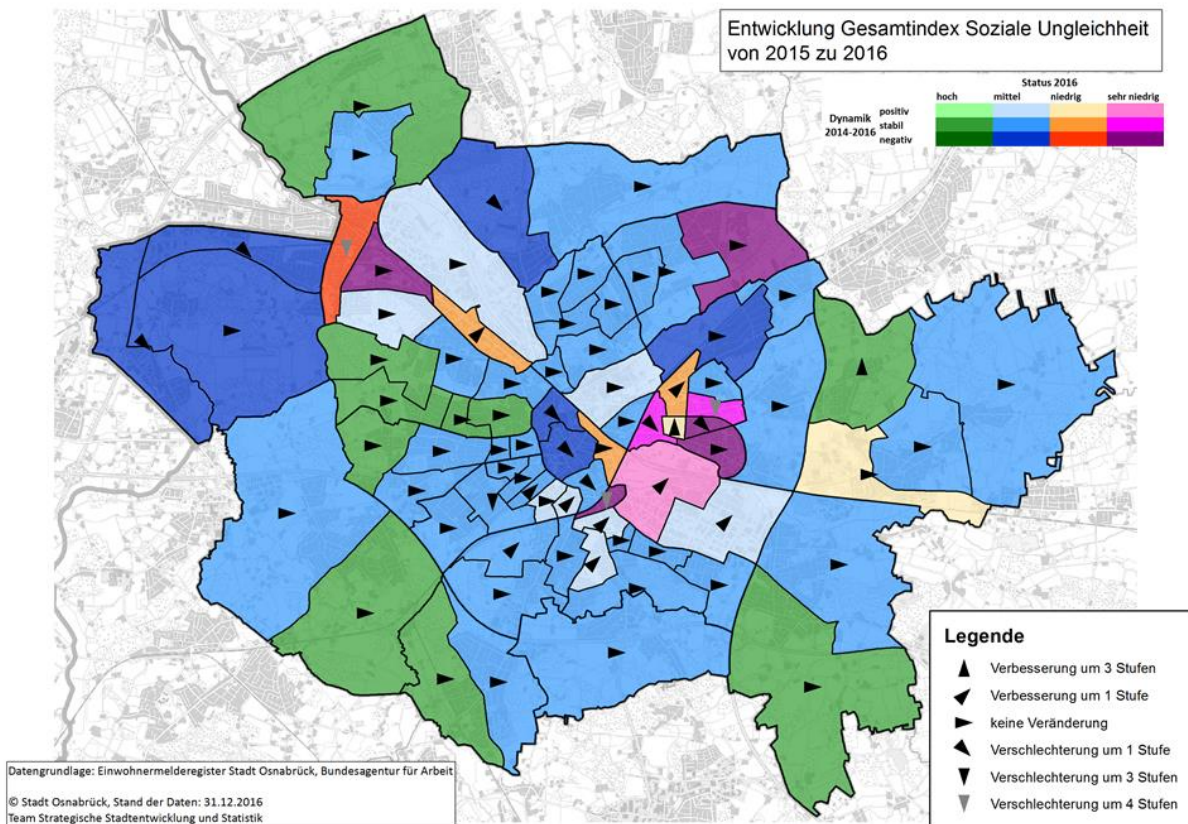 Entwicklung Gesamtindex Soziale Ungleichheit
von 2015 zu 2016
Status 2016
hoch mittel niedrig sehr niedrig
Dynamik
2014-2016
positiv
stabil
negativ
Legende
Verbesserung um 3 Stufen
Verbesserung um 1 Stufe
keine Veränderung
Verschlechterung um 1 Stufe
Verschlechterung um 3 Stufen
Verschlechterung um 4 Stufen
Datengrundlage: Einwohnermelderegister Stadt Osnabrück, Bundesagentur für Arbeit
© Stadt Osnabrück, Stand der Daten: 31.12.2016
Team Strategische Stadtentwicklung und Statistik